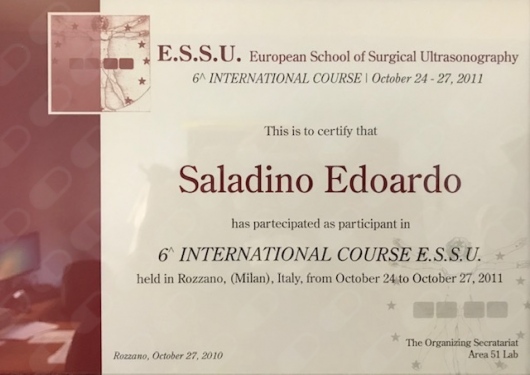 E.S.S.U. European School of Surgical Ultrasonography
6^ INTERNATIONAL COURSE | October 24 - 27, 2011
This is to certify that
Saladino Edoardo
has partecipated as participant in
6^ INTERNATIONAL COURSE E.S.S.U.
held in Rozzano, (Milan), Italy, from October 24 to October 27, 2011
The Organizing Secratariat
Area 51 Lab
Rozzano, October 27, 2010